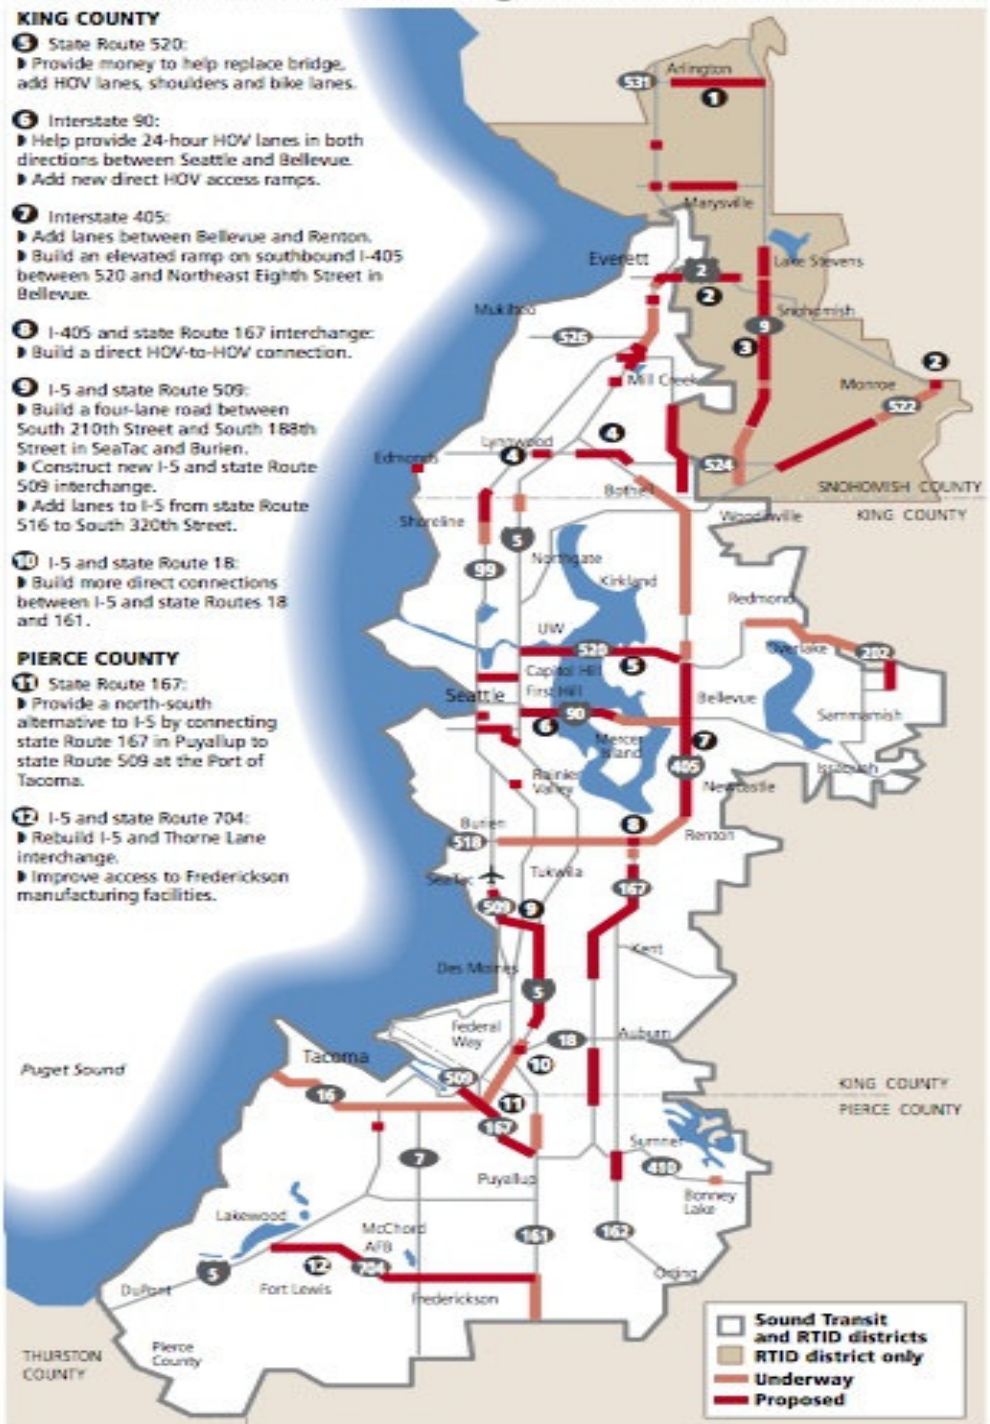 KING COUNTY
5 State Route 520:
Provide money to help replace bridge,
add HOV lanes, shoulders and bike lanes.
6 Interstate 90:
Help provide 24-hour HOV lanes in both
directions between Seattle and Bellevue.
Add new direct HOV access ramps.
7 Interstate 405:
Add lanes between Bellevue and Renton.
Build an elevated ramp on southbound I-405
between 520 and Northeast Eighth Street in
Bellevue.
8 I-405 and state Route 167 interchange:
Build a direct HOV-to-HOV connection.
9 I-5 and state Route 509:
Build a four-lane road between
South 210th Street and South 188th
Street in SeaTac and Burien.
Construct new I-5 and state Route
509 interchange.
Add lanes to I-5 from state Route
516 to South 320th Street.
10 I-5 and state Route 18:
Build more direct connections
between I-5 and state Routes 18
and 161.
PIERCE COUNTY
11 State Route 167:
Provide a north-south
alternative to I-5 by connecting
state Route 167 in Puyallup to
state Route 509 at the Port of
Tacoma.
12 I-5 and state Route 704:
Rebuild I-5 and Thorne Lane
interchange.
Improve access to Frederickson
manufacturing facilities.
Puget Sound
THURSTON
COUNTY
Arlington
531
1
Marysville
Everett
2
2
Lake Stevens
Mukilteo
Snohomish
526
9
3
2
Mill Creek
Monroe
522
4
Lynnwood
4
Edmonds
524
Bothell
SNOHOMISH COUNTY
KING COUNTY
Woodinville
Shoreline
5
Northgate
99
Kirkland
Redmond
UW
520
5
Overlake
202
Capitol Hill
First Hill
Seattle
Bellevue
90
6
Sammamish
Mercer
Island
7
405
Issaquah
Rainier
Valley
Newcastle
Burien
8
Renton
518
SeaTac
Tukwila
167
509
9
Kent
Des Moines
5
Federal
Way
18
Auburn
Tacoma
10
509
KING COUNTY
PIERCE COUNTY
16
11
167
7
Sumner
410
Puyallup
Bonney
Lake
Lakewood
McChord
AFB
161
162
5
12
704
Orting
DuPont
Fort Lewis
Frederickson
Pierce
County
Sound Transit
and RTID districts
RTID district only
Underway
Proposed